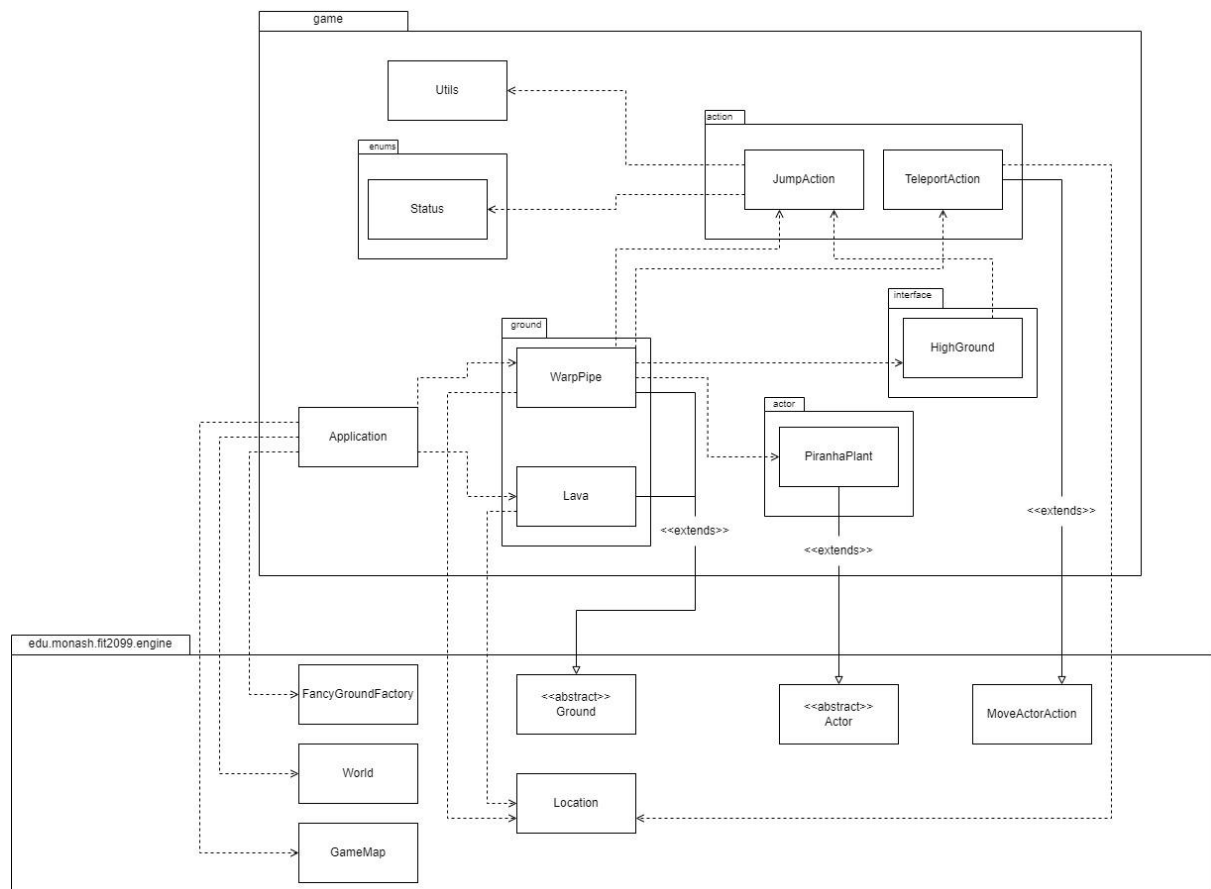 game
Utils
action
enums
JumpAction
TeleportAction
Status
interface
ground
HighGround
WarpPipe
actor
Application
PiranhaPlant
Lava
<<extends>>
<<extends>>
<<extends>>
edu.monash.fit2099.engine
FancyGroundFactory
<<abstract>>
Ground
<<abstract>>
Actor
MoveActorAction
World
Location
GameMap